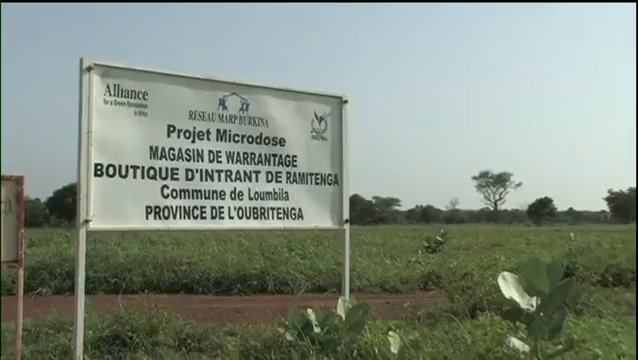 Alliance
for a Green Revolution
in Africa
RESEAU MARP BURKINA
Projet Microdose
MAGASIN DE WARRANTAGE
BOUTIQUE D'INTRANT DE RAMITENGA
Commune de Loumbila
PROVINCE DE L'OUBRITENGA